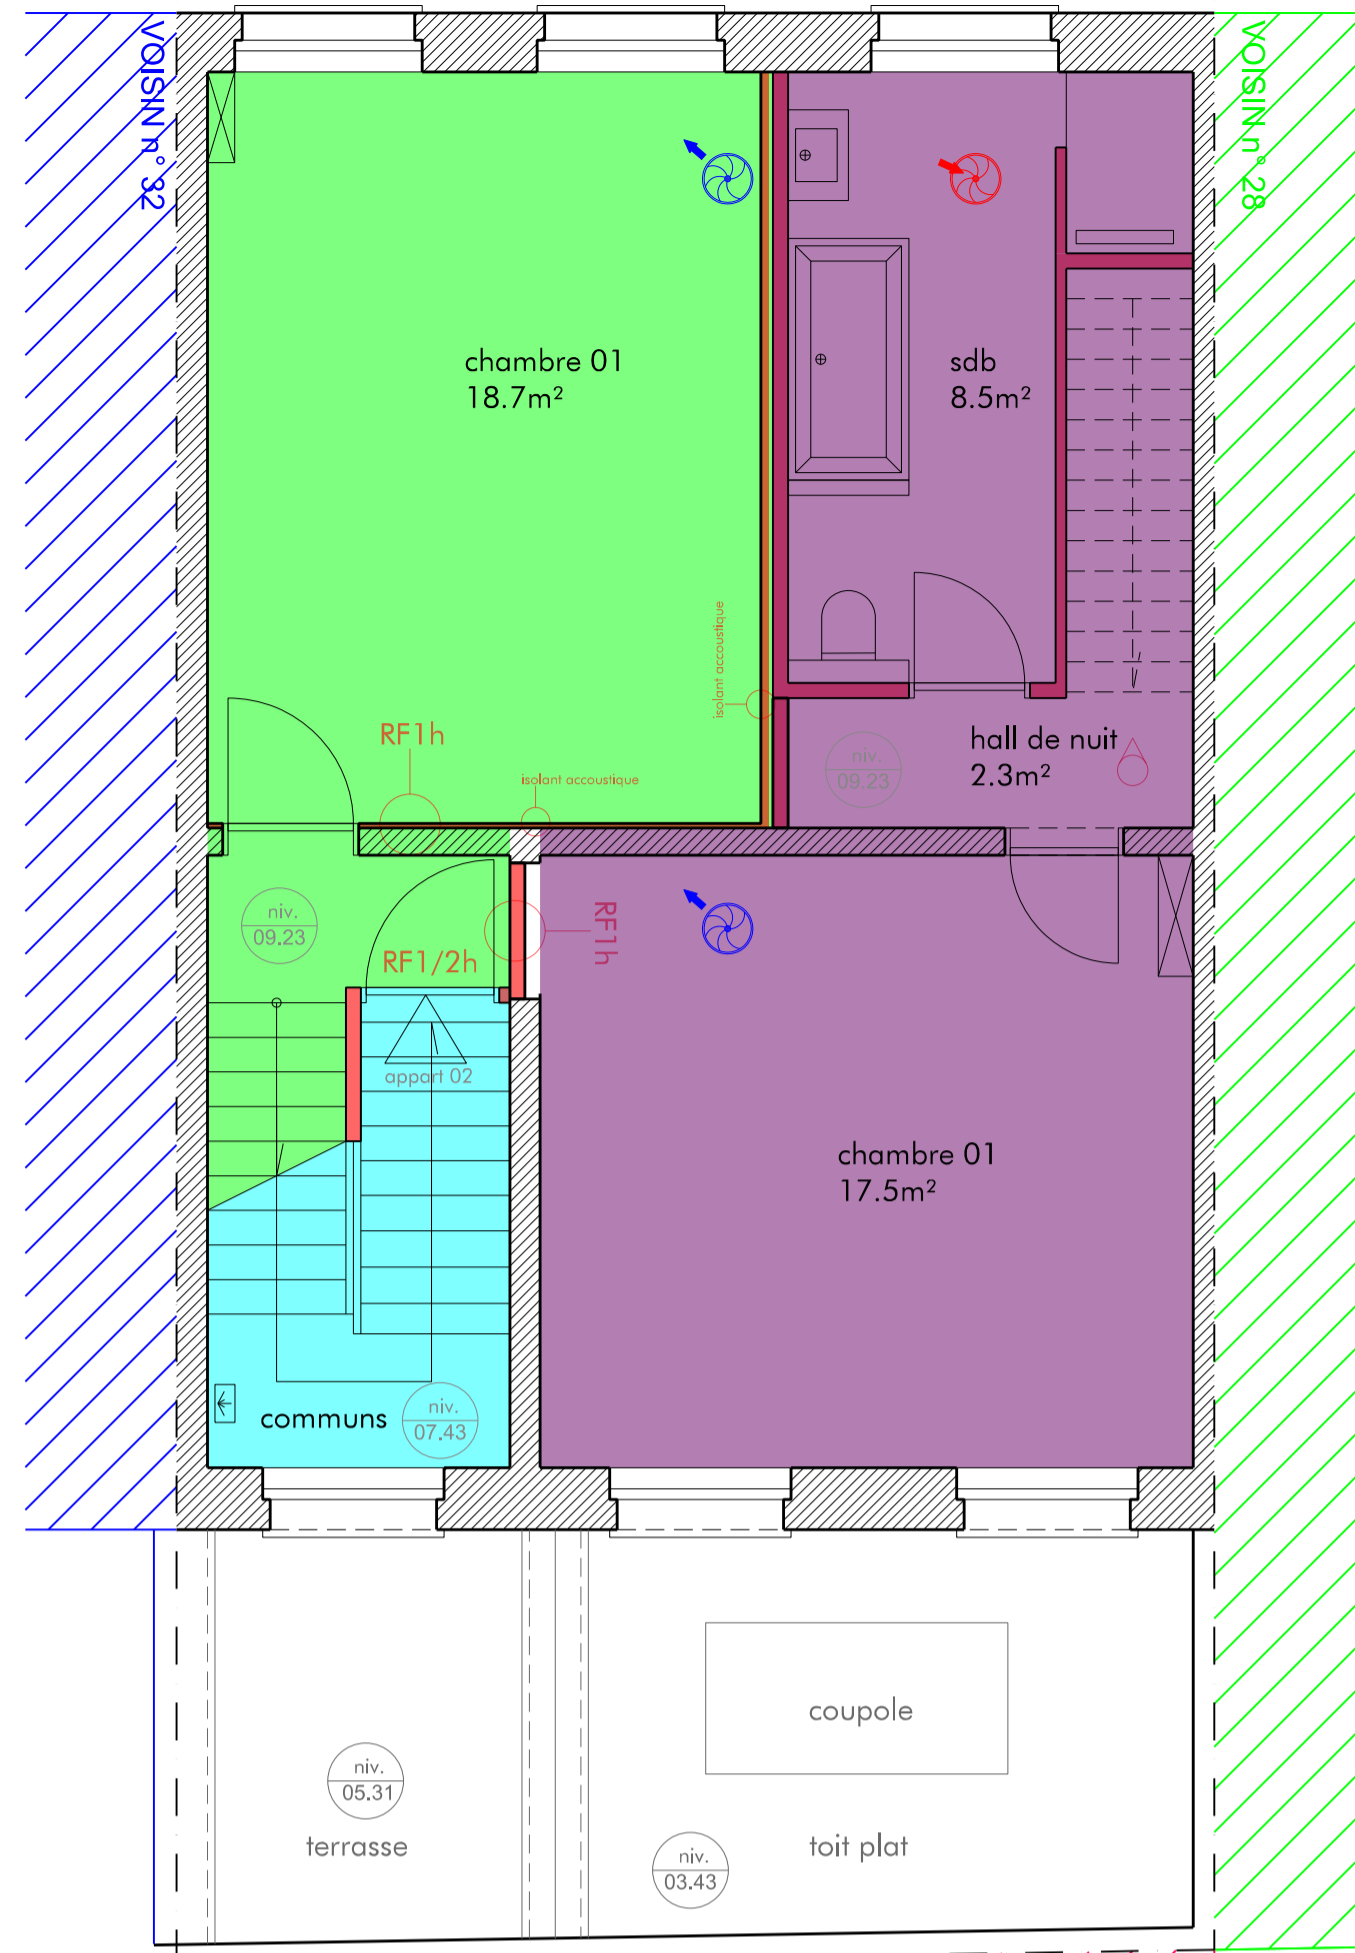 VOISIN n° 32
VOISIN n° 28
chambre 01
18.7m²
sdb
8.5m²
isolant accoustique
RF1h
isolant accoustique
hall de nuit
2.3m²
niv.
09.23
niv.
09.23
RF1/2h
RF1h
appart 02
chambre 01
17.5m²
communs
niv.
07.43
coupole
niv.
05.31
terrasse
toit plat
niv.
03.43